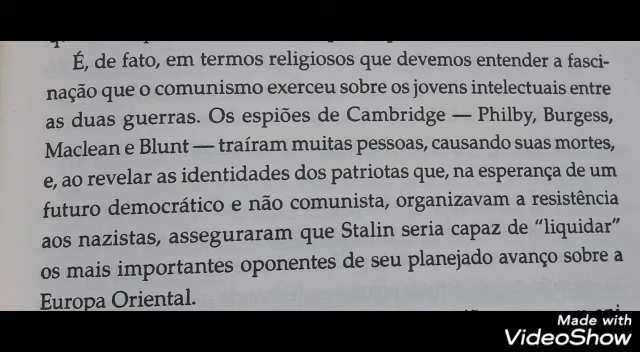 É, de fato, em termos religiosos que devemos entender a fasci-
nação que o comunismo exerceu sobre os jovens intelectuais entre
as duas guerras. Os espiões de Cambridge — Philby, Burgess,
Maclean e Blunt — traíram muitas pessoas, causando suas mortes,
e, ao revelar as identidades dos patriotas que, na esperança de um
futuro democrático e não comunista, organizavam a resistência
aos nazistas, asseguraram que Stalin seria capaz de “liquidar”
os mais importantes oponentes de seu planejado avanço sobre a
Europa Oriental.
Made with
VideoShow